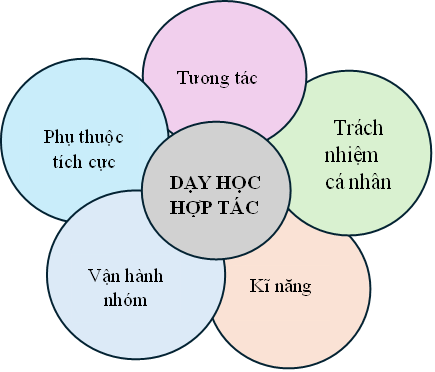 Tương tác
Trách
nhiệm
cá nhân
Phụ thuộc
tích cực
DẠY HỌC
HỢP TÁC
Vận hành
nhóm
Kĩ năng